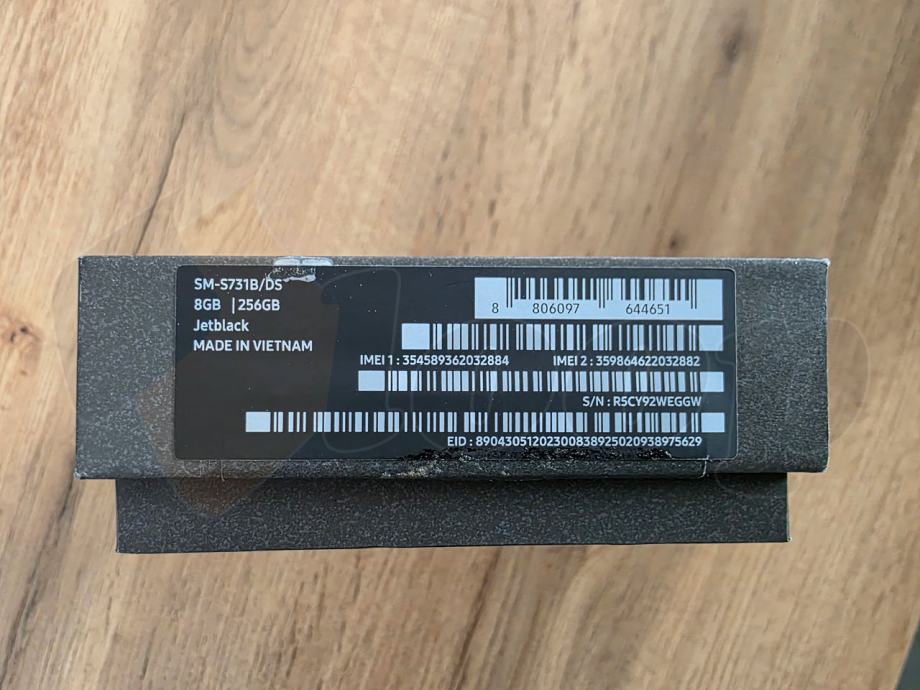 SM-S731B/DS
8GB | 256GB
Jetblack
MADE IN VIETNAM
8 806097 644651
IMEI 1 : 354589362032884 IMEI 2 : 359864622032882
S/N : R5CY92WEGGW
EID : 89043051202300838925020938975629